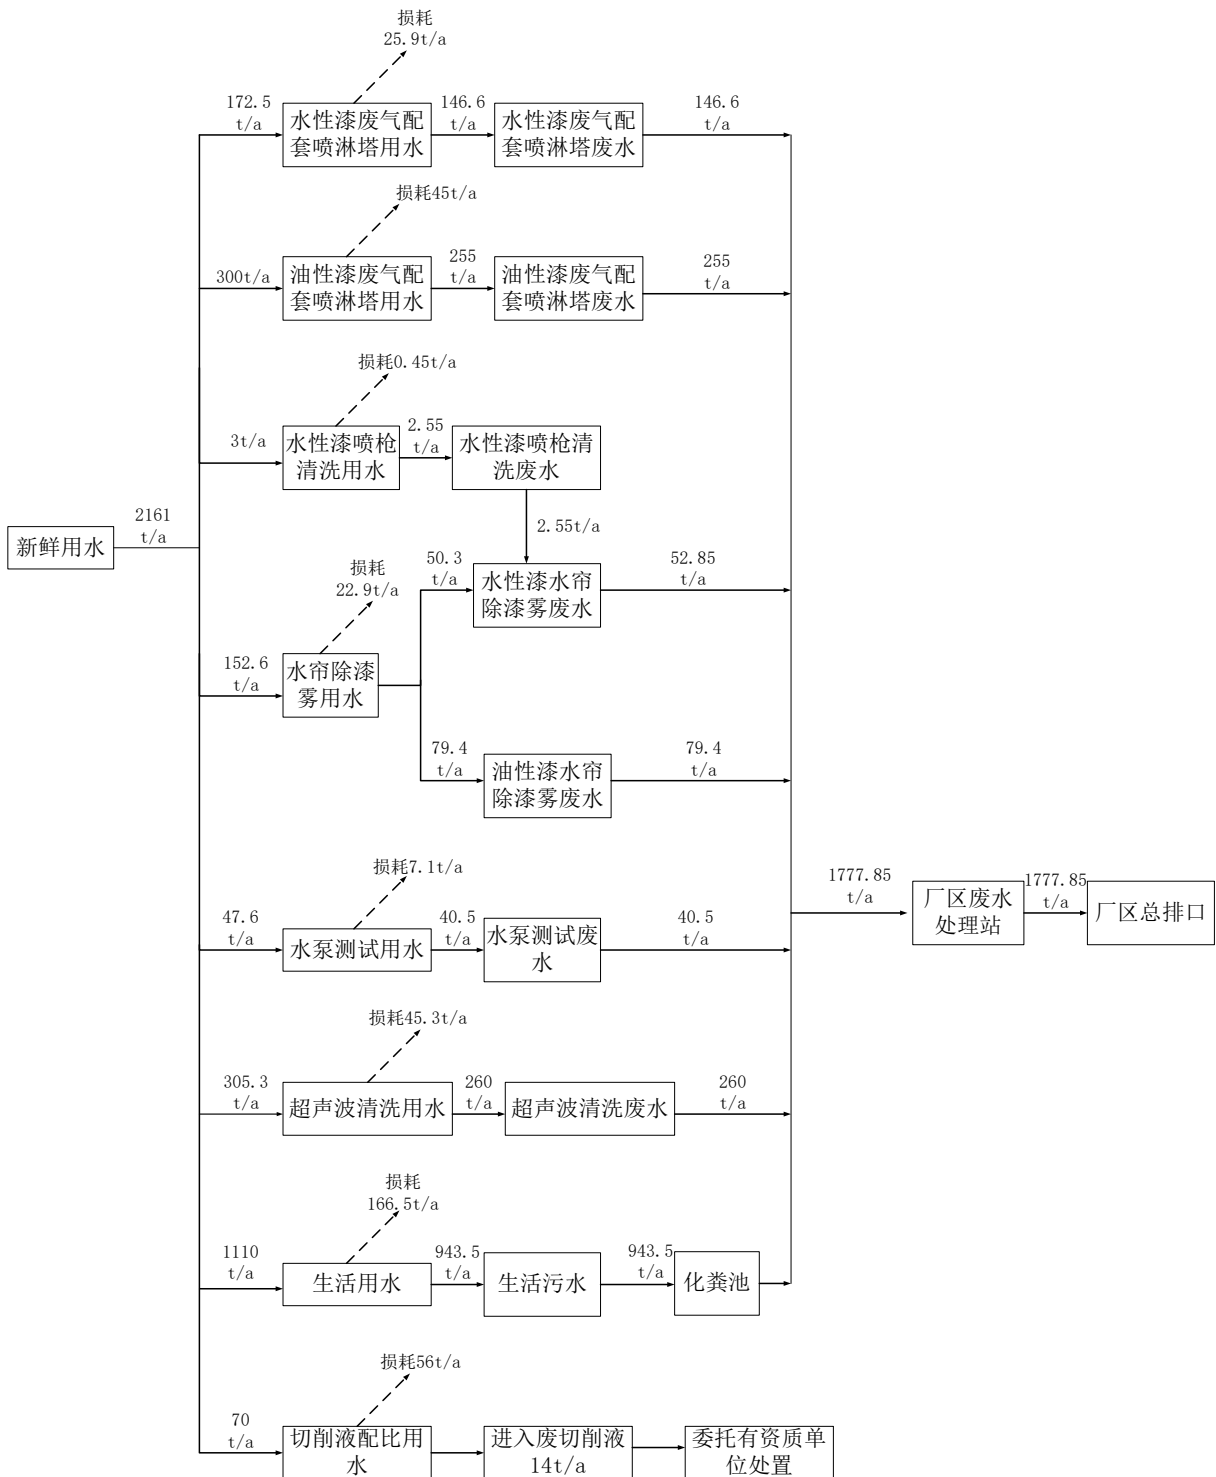 损耗
25.9t/a
172.5
t/a
水性漆废气配
套喷淋塔用水
146.6
t/a
水性漆废气配
套喷淋塔废水
146.6
t/a
损耗45t/a
300t/a
油性漆废气配
套喷淋塔用水
255
t/a
油性漆废气配
套喷淋塔废水
255
t/a
损耗0.45t/a
3t/a
水性漆喷枪
清洗用水
2.55
t/a
水性漆喷枪清
洗废水
2.55t/a
新鲜用水
2161
t/a
损耗
22.9t/a
152.6
t/a
水帘除漆
雾用水
50.3
t/a
水性漆水帘
除漆雾废水
52.85
t/a
79.4
t/a
油性漆水帘
除漆雾废水
79.4
t/a
损耗7.1t/a
47.6
t/a
水泵测试用水
40.5
t/a
水泵测试废
水
40.5
t/a
1777.85
t/a
厂区废水
处理站
1777.85
t/a
厂区总排口
损耗45.3t/a
305.3
t/a
超声波清洗用水
260
t/a
超声波清洗废水
260
t/a
损耗
166.5t/a
1110
t/a
生活用水
943.5
t/a
生活污水
943.5
t/a
化粪池
损耗56t/a
70
t/a
切削液配比用
水
进入废切削液
14t/a
委托有资质单
位处置